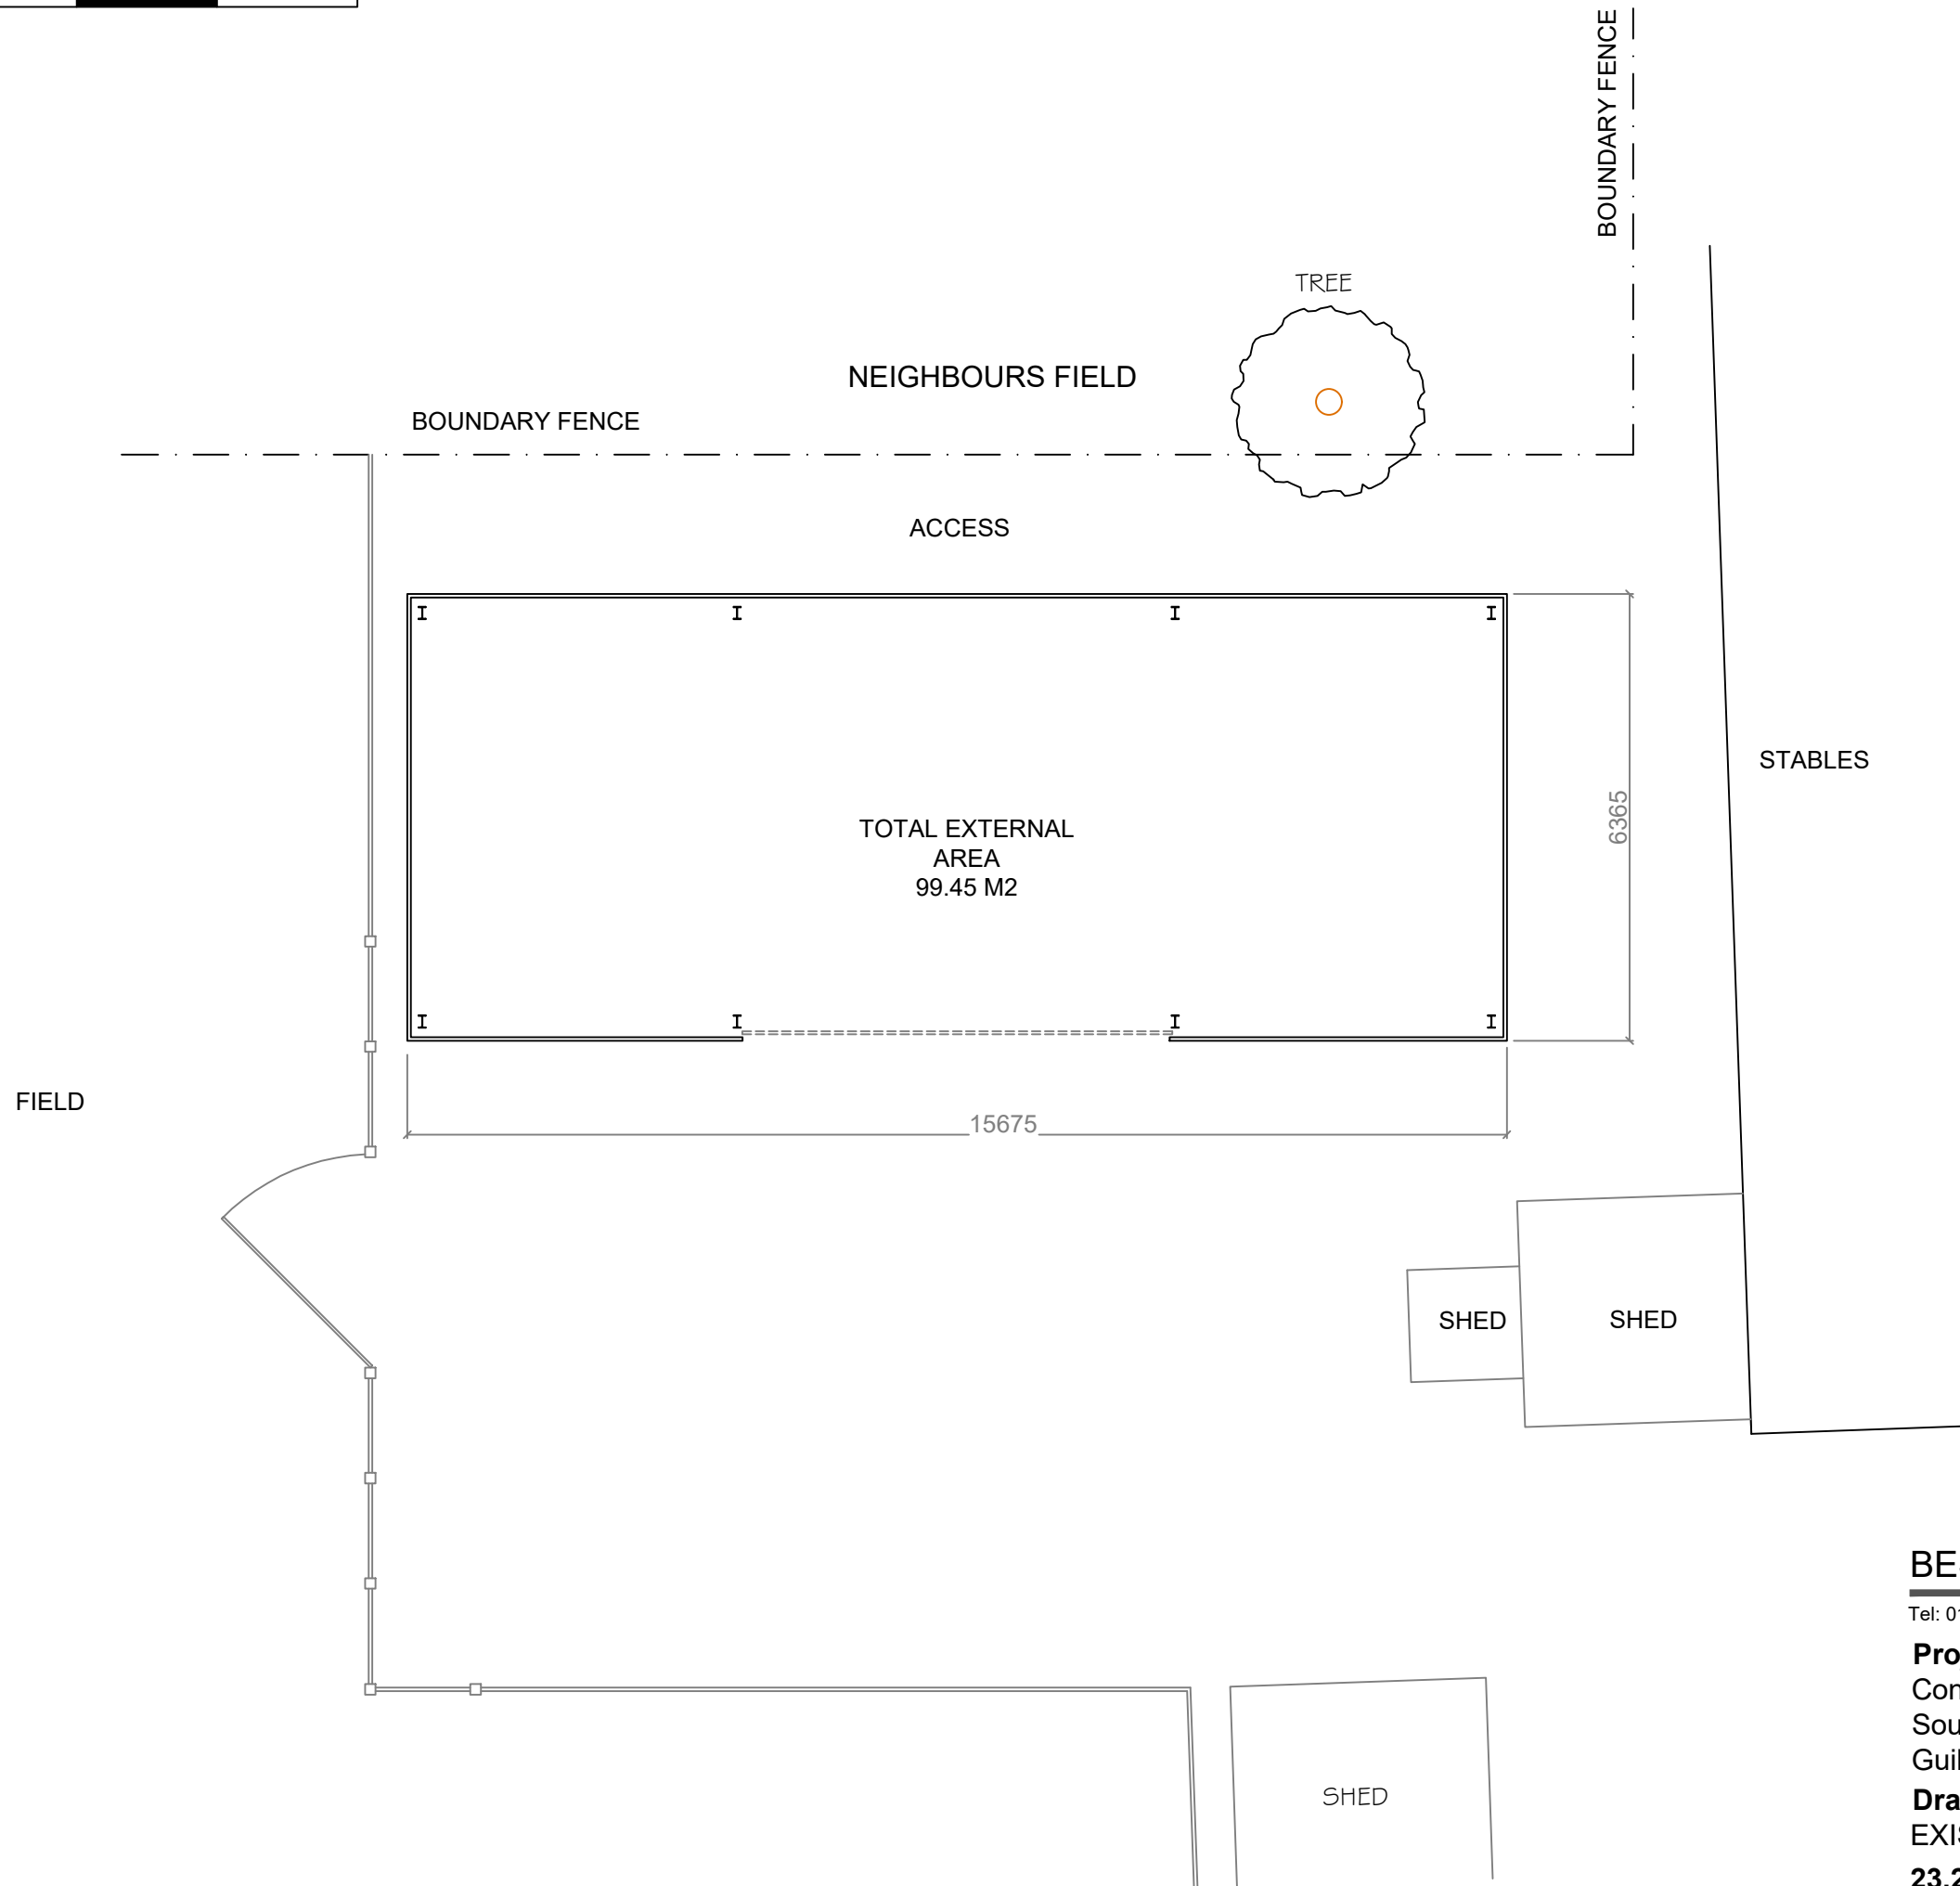 BOUNDARY FENCE
TREE
NEIGHBOURS FIELD
BOUNDARY FENCE
ACCESS
STABLES
6365
TOTAL EXTERNAL
AREA
99.45 M2
FIELD
15675
SHED
SHED
SHED
Tel: